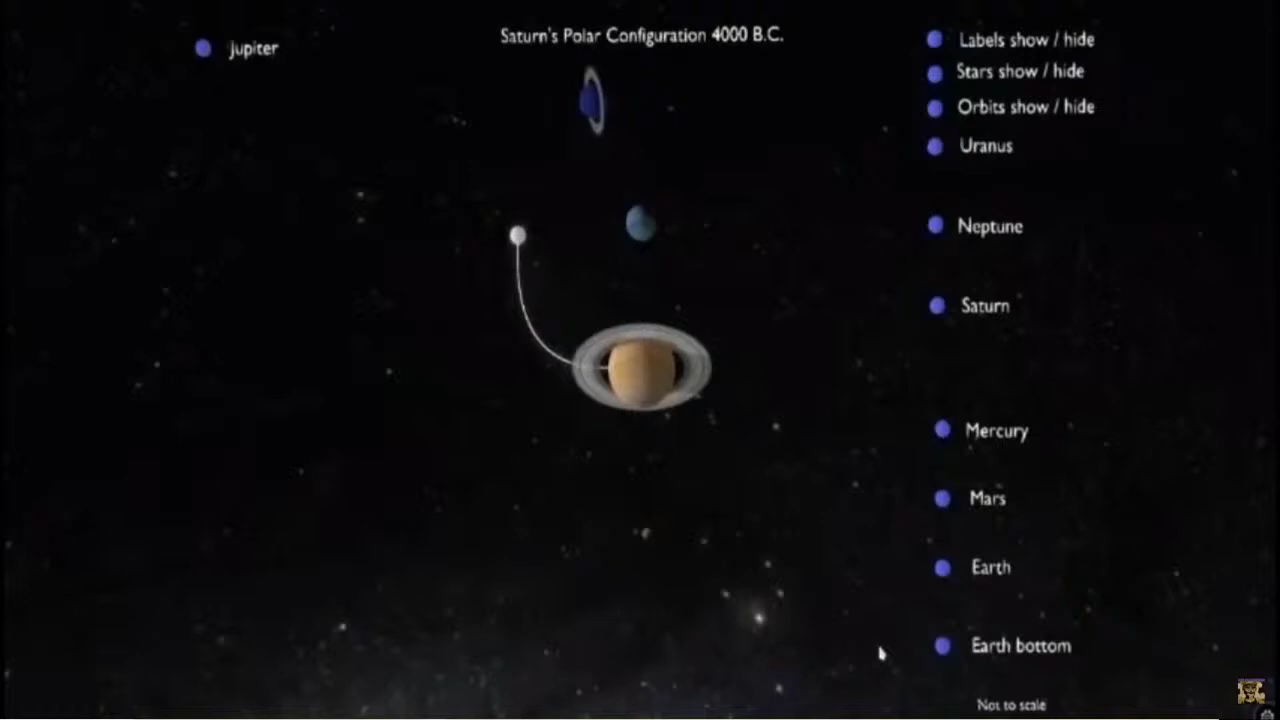 Saturn's Polar Configuration 4000 B.C.
jupiter
Labels show / hide
Stars show / hide
Orbits show / hide
Uranus
Neptune
Saturn
Mercury
Mars
Earth
Earth bottom
Not to scale